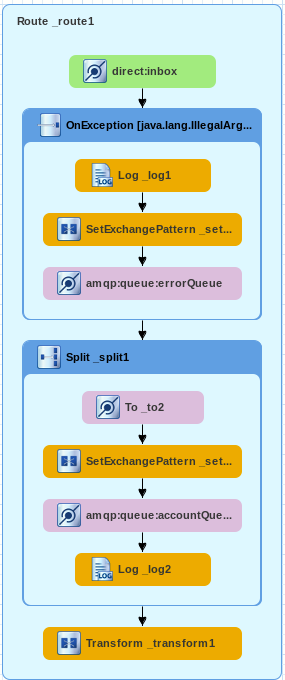 Route _route1
direct:inbox
OnException [java.lang.IllegalArg...
LOG
Log _log1
SetExchangePattern _set...
amqp:queue:errorQueue
Split _split1
To _to2
SetExchangePattern _set...
amqp:queue:accountQue...
LOG
Log _log2
Transform _transform1